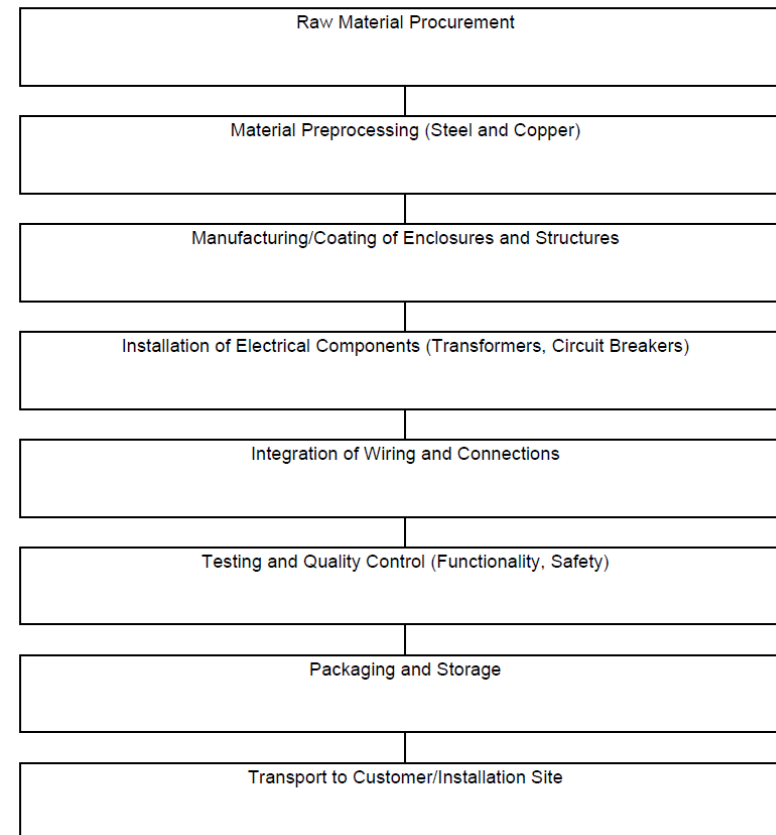 Raw Material Procurement
Material Preprocessing (Steel and Copper)
Manufacturing/Coating of Enclosures and Structures
Installation of Electrical Components (Transformers, Circuit Breakers)
Integration of Wiring and Connections
Testing and Quality Control (Functionality, Safety)
Packaging and Storage
Transport to Customer/Installation Site